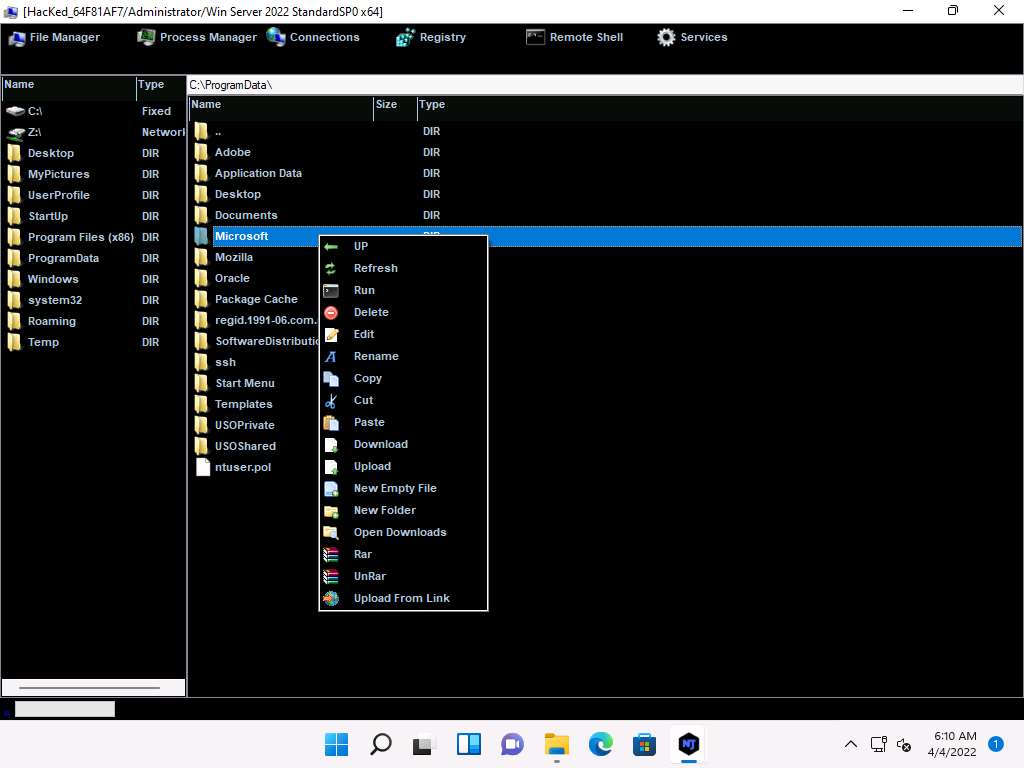 [HacKed_64F81AF7/Administrator/Win Server 2022 StandardSP0 x64]
File Manager Process Manager Connections Registry Remote Shell Services
Name Type
C:\ Fixed
Z:\ Network
Desktop DIR
MyPictures DIR
UserProfile DIR
StartUp DIR
Program Files (x86) DIR
ProgramData DIR
Windows DIR
system32 DIR
Roaming DIR
Temp DIR
C:\ProgramData\
Name Size Type
.. DIR
Adobe DIR
Application Data DIR
Desktop DIR
Documents DIR
Microsoft DIR
Mozilla
Oracle
Package Cache
regid.1991-06.com.
SoftwareDistributio
ssh
Start Menu
Templates
USOPrivate
USOShared
ntuser.pol
UP
Refresh
Run
Delete
Edit
Rename
Copy
Cut
Paste
Download
Upload
New Empty File
New Folder
Open Downloads
Rar
UnRar
Upload From Link
NJ
6:10 AM
4/4/2022
1